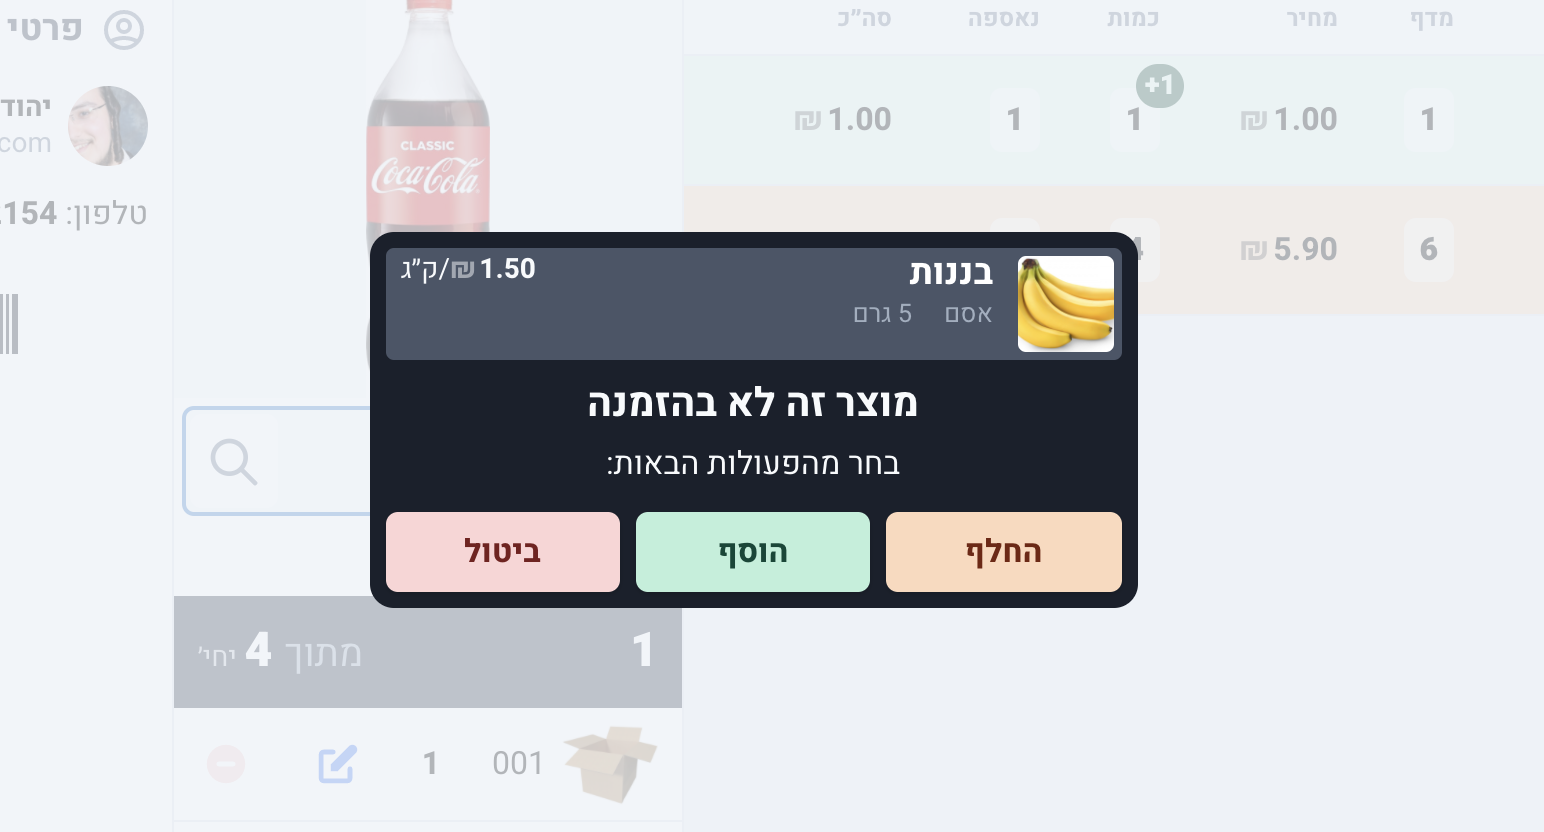 מדף מחיר כמות נאספה סה״כ
+1
1 1.00 ₪ 1 1 1.00 ₪
6 5.90 ₪ 4
פרטי
יהוד
com
טלפון: 154
CLASSIC
Coca-Cola
בננות 1.50 ₪/ק״ג
אסם 5 גרם
מוצר זה לא בהזמנה
בחר מהפעולות הבאות:
החלף הוסף ביטול
1 מתוך 4 יחי׳
001 1